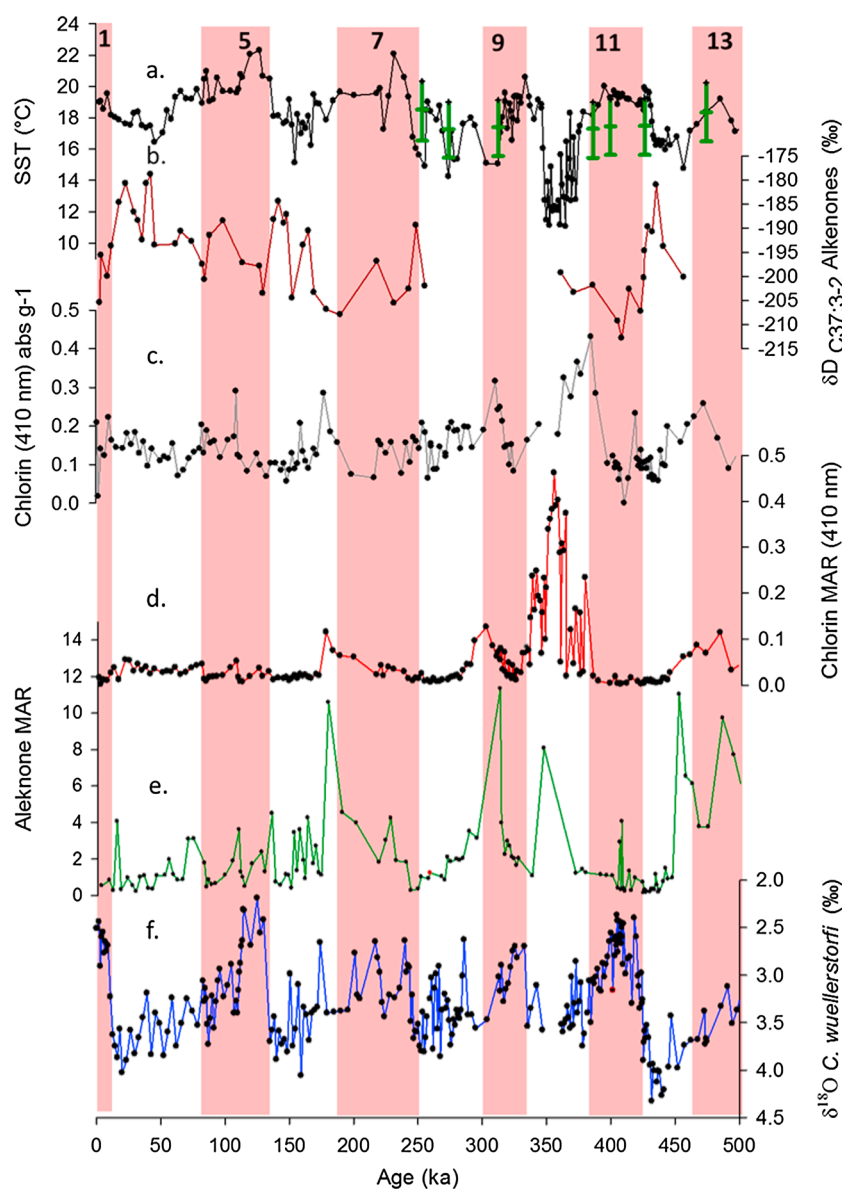 1 5 7 9 11 13
a.
SST (°C)
24
22
20
18
16
14
12
10
b.
δD C37:3-2 Alkenones (‰)
-175
-180
-185
-190
-195
-200
-205
-210
-215
c.
Chlorin (410 nm) abs g-1
0.5
0.4
0.3
0.2
0.1
0.0
d.
Chlorin MAR (410 nm)
0.5
0.4
0.3
0.2
0.1
0.0
e.
Aleknone MAR
14
12
10
8
6
4
2
0
f.
δ18O C. wuellerstorfi (‰)
2.0
2.5
3.0
3.5
4.0
4.5
0 50 100 150 200 250 300 350 400 450 500
Age (ka)